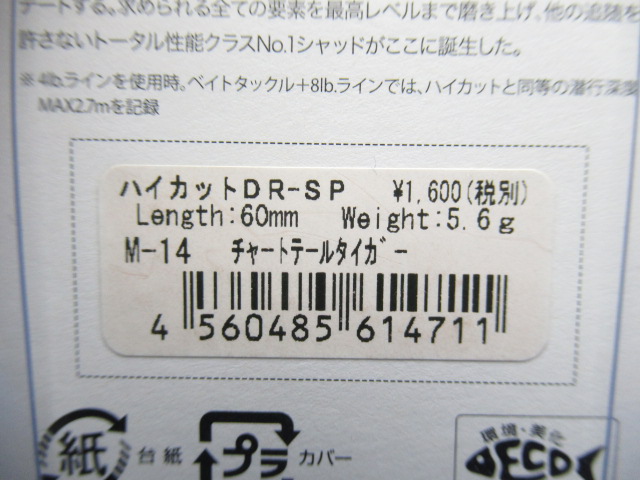 テートする。求められる全ての要素を最高レベルまで磨き上げ、他の追随を
許さないトータル性能クラスNo.1シャッドがここに誕生した。
※ 4lb.ラインを使用時。ベイトタックル+8lb.ラインでは、ハイカットと同等の潜行深度
MAX2.7mを記録
ハイカットDR-SP ¥1,600(税別)
Length:60mm Weight:5.6g
M-14 ﾁｬｰﾄﾃｰﾙﾀｲｶﾞｰ
4 560485 614711
紙 台紙 プラ カバー
環境・美化
ECO